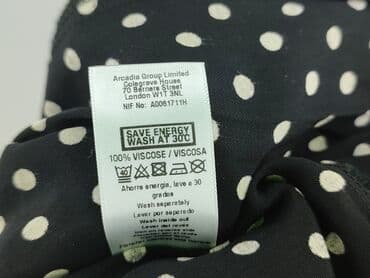 Arcadia Group Limited
Colegrave House
70 Berners Street
London W1T 3NL
NIF No: A0061711H
SAVE ENERGY
WASH AT 30°C
100% VISCOSE / VISCOSA
Ahorre energia, lave a 30
grados
Wash separately
Lavar por separado
Wash inside out